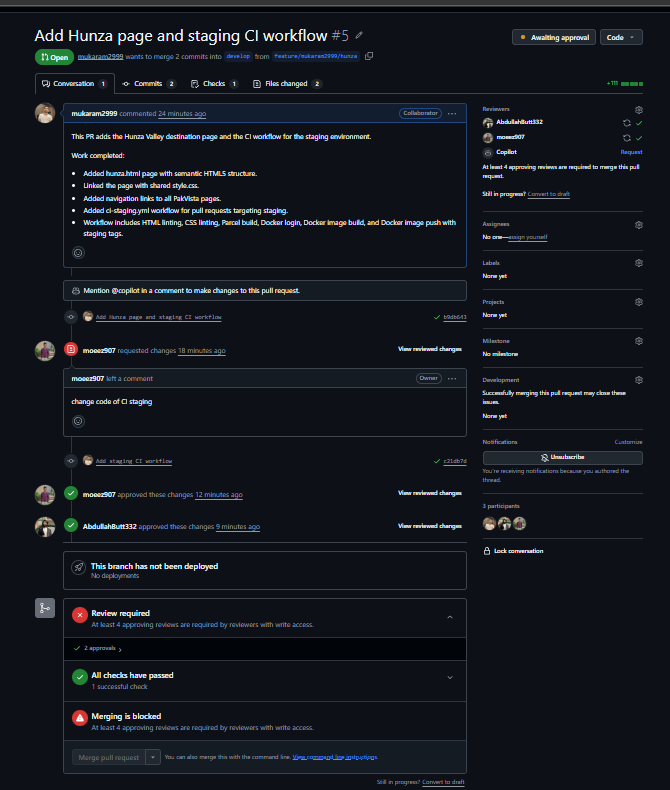 Add Hunza page and staging CI workflow #5
Awaiting approval
Code
Open
mukaram2999 wants to merge 2 commits into develop from feature/mukaram2999/hunza
Conversation 1
Commits 2
Checks 1
Files changed 2
+111
mukaram2999 commented 24 minutes ago
Collaborator
This PR adds the Hunza Valley destination page and the CI workflow for the staging environment.
Work completed:
Added hunza.html page with semantic HTML5 structure.
Linked the page with shared style.css.
Added navigation links to all PakVista pages.
Added ci-staging.yml workflow for pull requests targeting staging.
Workflow includes HTML linting, CSS linting, Parcel build, Docker login, Docker image build, and Docker image push with
staging tags.
Mention @copilot in a comment to make changes to this pull request.
Add Hunza page and staging CI workflow
b9db643
moeez907 requested changes 18 minutes ago
View reviewed changes
moeez907 left a comment
Owner
change code of CI staging
Add staging CI workflow
c21db7d
moeez907 approved these changes 12 minutes ago
View reviewed changes
AbdullahButt332 approved these changes 9 minutes ago
View reviewed changes
This branch has not been deployed
No deployments
Review required
At least 4 approving reviews are required by reviewers with write access.
2 approvals
All checks have passed
1 successful check
Merging is blocked
At least 4 approving reviews are required by reviewers with write access.
Merge pull request
You can also merge this with the command line. View command line instructions.
Still in progress? Convert to draft
Reviewers
AbdullahButt332
moeez907
Copilot
Request
At least 4 approving reviews are required to merge this pull
request.
Still in progress? Convert to draft
Assignees
No one—assign yourself
Labels
None yet
Projects
None yet
Milestone
No milestone
Development
Successfully merging this pull request may close these
issues.
None yet
Notifications
Customize
Unsubscribe
You're receiving notifications because you authored the
thread.
3 participants
Lock conversation